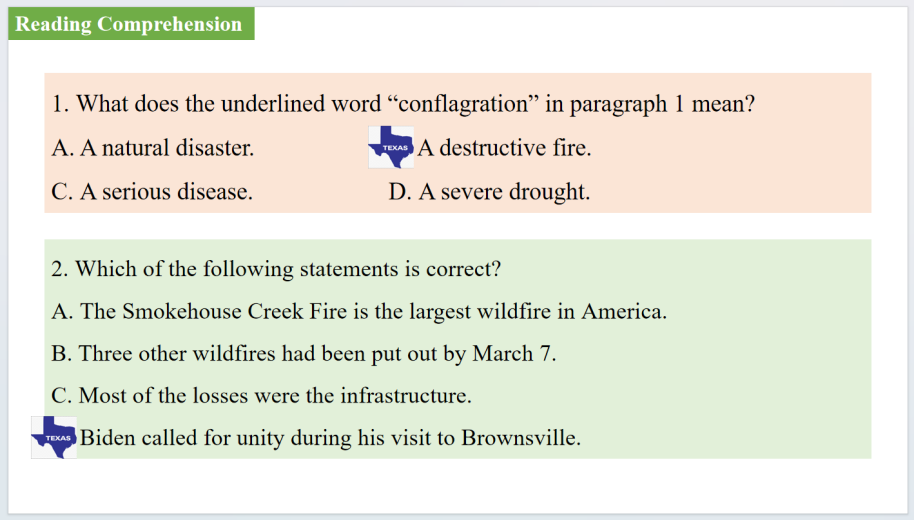 Reading Comprehension
1. What does the underlined word “conflagration” in paragraph 1 mean?
A. A natural disaster. TEXAS A destructive fire.
C. A serious disease. D. A severe drought.
2. Which of the following statements is correct?
A. The Smokehouse Creek Fire is the largest wildfire in America.
B. Three other wildfires had been put out by March 7.
C. Most of the losses were the infrastructure.
TEXAS Biden called for unity during his visit to Brownsville.